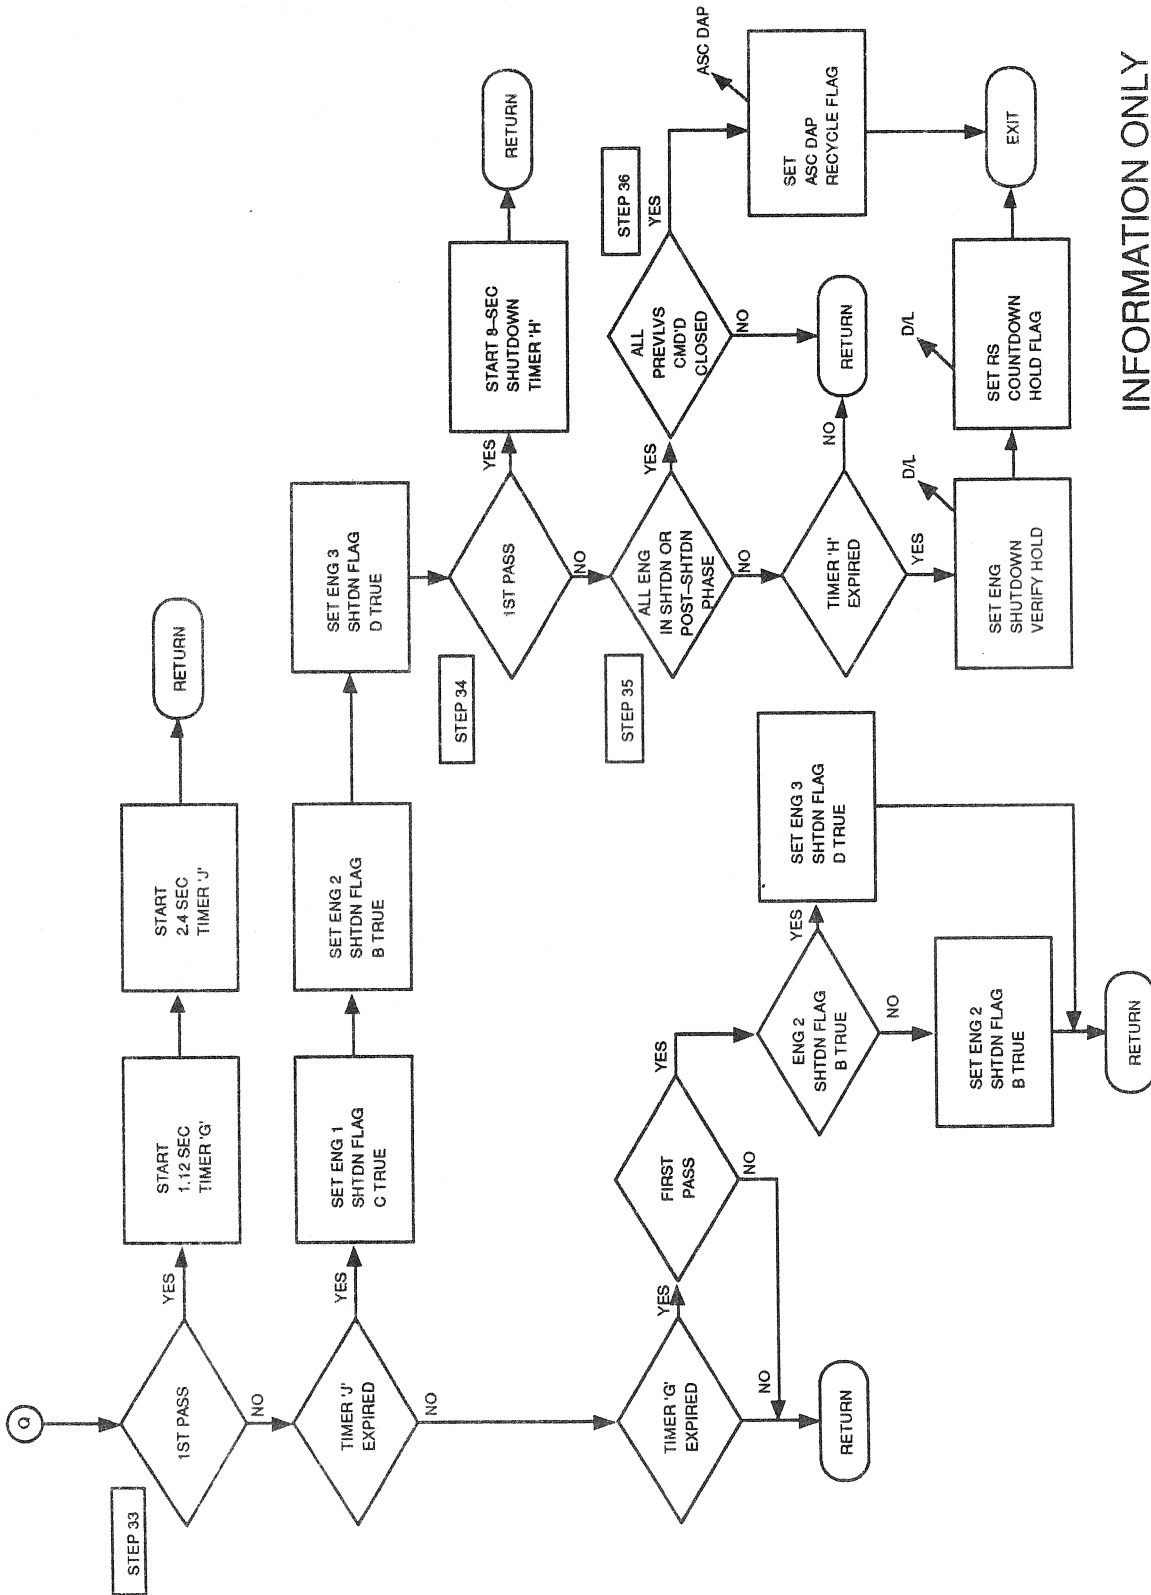 Q
STEP 33
1ST PASS
YES
NO
START
1.12 SEC
TIMER 'G'
START
2.4 SEC
TIMER 'J'
RETURN
TIMER 'J'
EXPIRED
YES
NO
SET ENG 1
SHTDN FLAG
C TRUE
SET ENG 2
SHTDN FLAG
B TRUE
SET ENG 3
SHTDN FLAG
D TRUE
STEP 34
1ST PASS
YES
NO
START 8–SEC
SHUTDOWN
TIMER 'H'
RETURN
STEP 35
ALL ENG
IN SHTDN OR
POST–SHTDN
PHASE
YES
NO
STEP 36
ALL
PREVLVS
CMD'D
CLOSED
YES
NO
SET
ASC DAP
RECYCLE FLAG
ASC DAP
TIMER 'H'
EXPIRED
NO
YES
RETURN
SET ENG
SHUTDOWN
VERIFY HOLD
D/L
SET RS
COUNTDOWN
HOLD FLAG
D/L
EXIT
TIMER 'G'
EXPIRED
YES
NO
FIRST
PASS
YES
NO
RETURN
ENG 2
SHTDN FLAG
B TRUE
YES
NO
SET ENG 3
SHTDN FLAG
D TRUE
SET ENG 2
SHTDN FLAG
B TRUE
RETURN
INFORMATION ONLY